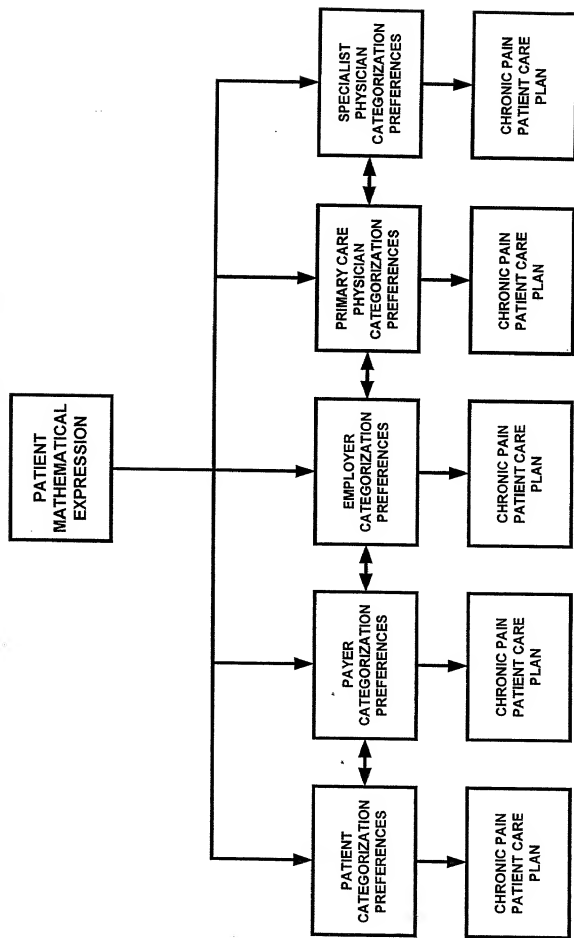 PATIENT
MATHEMATICAL
EXPRESSION
PATIENT
CATEGORIZATION
PREFERENCES
PAYER
CATEGORIZATION
PREFERENCES
EMPLOYER
CATEGORIZATION
PREFERENCES
PRIMARY CARE
PHYSICIAN
CATEGORIZATION
PREFERENCES
SPECIALIST
PHYSICIAN
CATEGORIZATION
PREFERENCES
CHRONIC PAIN
PATIENT CARE
PLAN
CHRONIC PAIN
PATIENT CARE
PLAN
CHRONIC PAIN
PATIENT CARE
PLAN
CHRONIC PAIN
PATIENT CARE
PLAN
CHRONIC PAIN
PATIENT CARE
PLAN